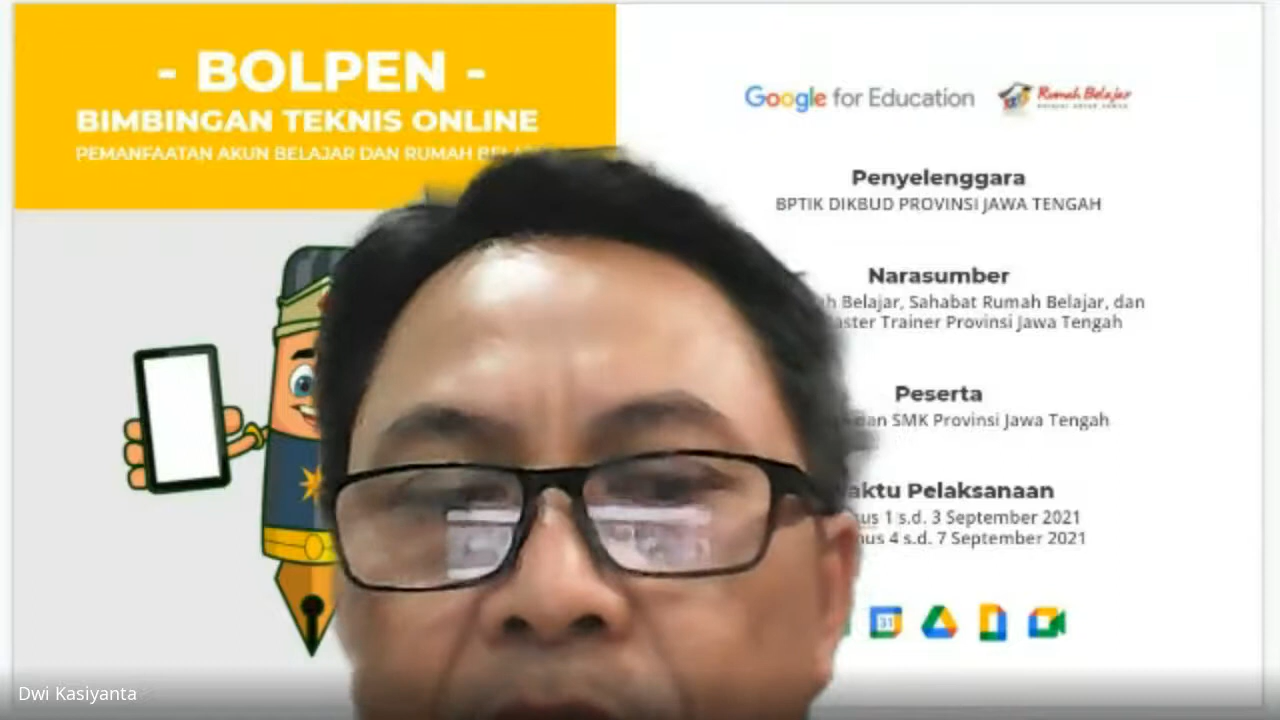 - BOLPEN -
BIMBINGAN TEKNIS ONLINE
PEMANFAATAN AKUN BELAJAR DAN RUMAH
Google for Education
Rumah Belajar
Penyelenggara
BPTIK DIKBUD PROVINSI JAWA TENGAH
Narasumber
Belajar, Sahabat Rumah Belajar, dan
Trainer Provinsi Jawa Tengah
Peserta
dan SMK Provinsi Jawa Tengah
Pelaksanaan
1 s.d. 3 September 2021
4 s.d. 7 September 2021
31
Dwi Kasiyanta